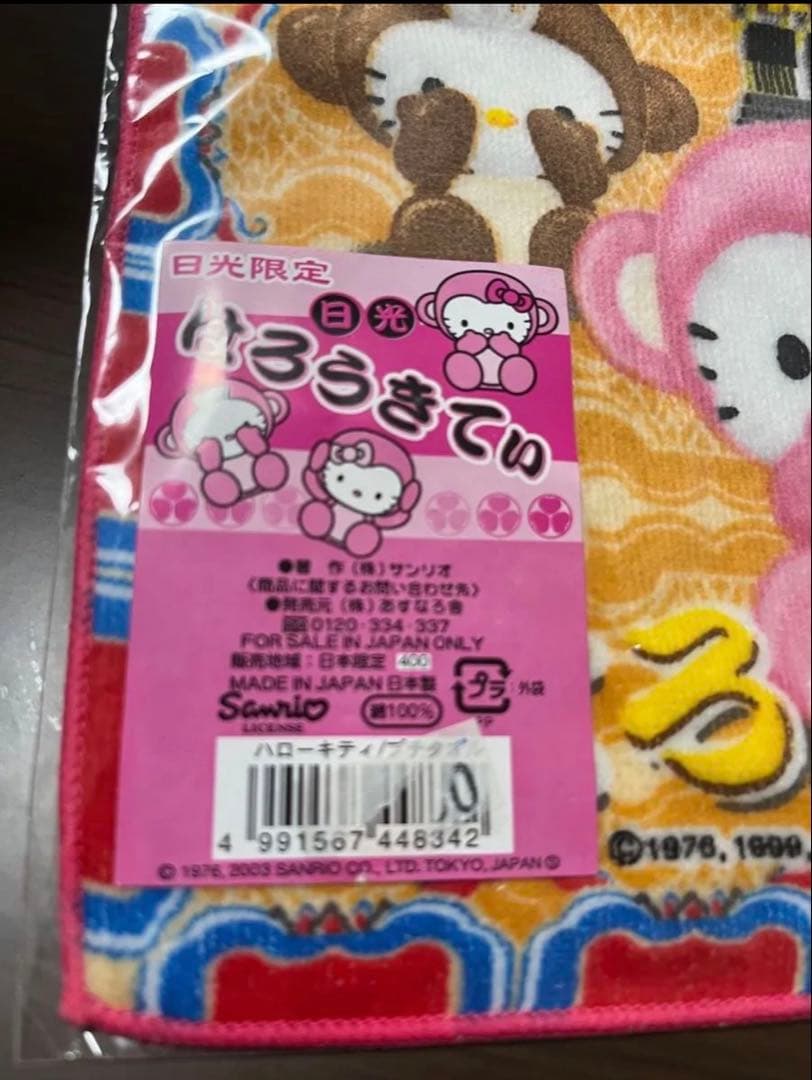 日光限定
日光
はろうきてぃ
●著 作(株)サンリオ
〈商品に関するお問い合わせ先〉
●発売元(株)あすなろ舎
0120-334-337
FOR SALE IN JAPAN ONLY
販売地域:日本限定 400
MADE IN JAPAN 日本製
プラ:外袋
PP
Sanrio
LICENSE
綿100%
ハローキティ/プチタオル
4 991567 448342
© 1976, 2003 SANRIO CO., LTD. TOKYO, JAPAN Ⓢ
ろ
©1976, 1999,